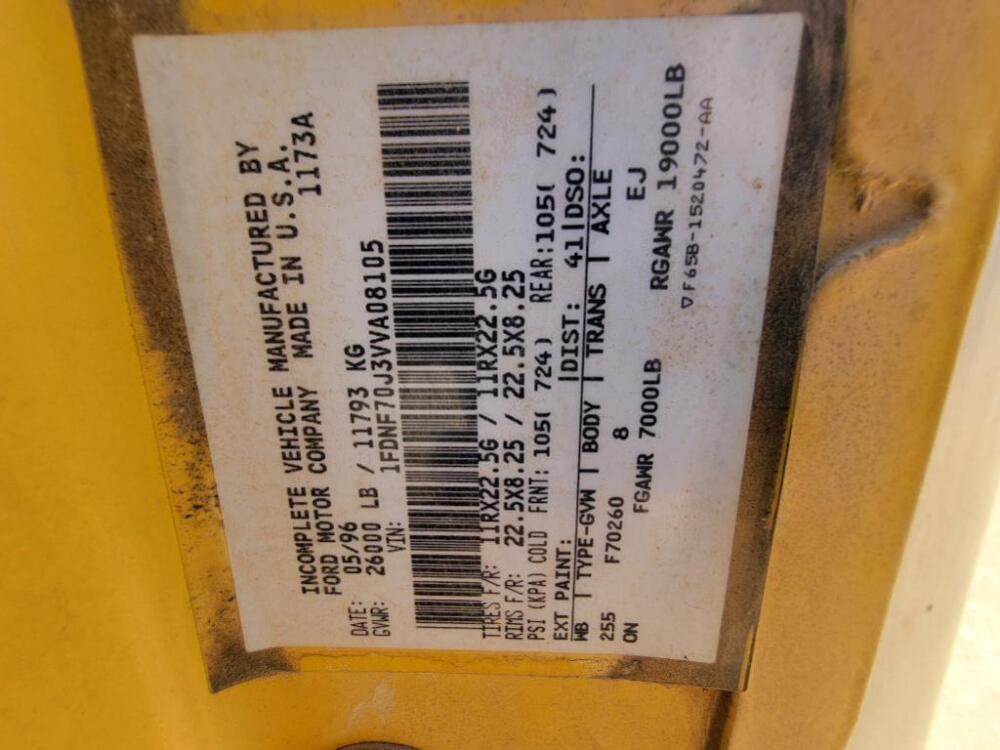 INCOMPLETE VEHICLE MANUFACTURED BY
FORD MOTOR COMPANY MADE IN U.S.A.
DATE: 05/96 1173A
GVWR: 26000 LB / 11793 KG
VIN: 1FDNF70J3VVA08105
TIRES F/R: 11RX22.5G / 11RX22.5G
RIMS F/R: 22.5X8.25 / 22.5X8.25
PSI (KPA) COLD FRNT: 105( 724) REAR:105( 724)
EXT PAINT: |DIST: 41|DSO:
WB | TYPE-GVW | BODY | TRANS | AXLE
255 F70260 8 EJ
QN FGAWR 7000LB RGAWR 19000LB
▽F65B-1520472-AA